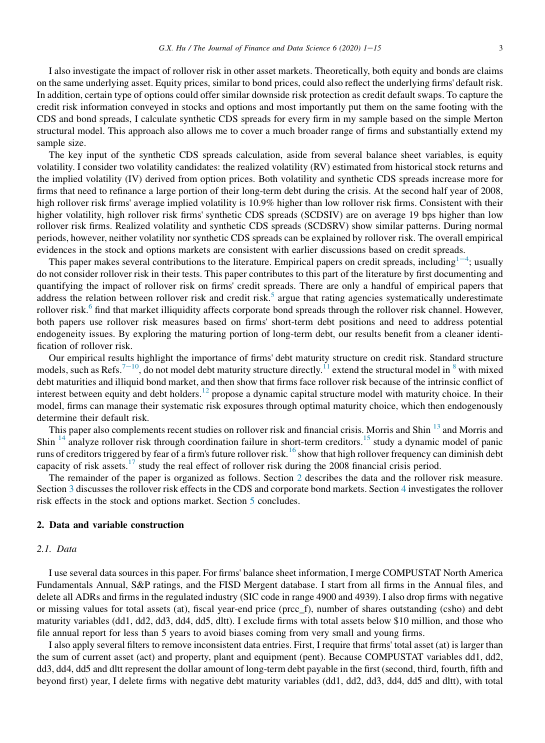 G.X. Hu / The Journal of Finance and Data Science 6 (2020) 1–15
3
I also investigate the impact of rollover risk in other asset markets. Theoretically, both equity and bonds are claims
on the same underlying asset. Equity prices, similar to bond prices, could also reflect the underlying firms' default risk.
In addition, certain type of options could offer similar downside risk protection as credit default swaps. To capture the
credit risk information conveyed in stocks and options and most importantly put them on the same footing with the
CDS and bond spreads, I calculate synthetic CDS spreads for every firm in my sample based on the simple Merton
structural model. This approach also allows me to cover a much broader range of firms and substantially extend my
sample size.
The key input of the synthetic CDS spreads calculation, aside from several balance sheet variables, is equity
volatility. I consider two volatility candidates: the realized volatility (RV) estimated from historical stock returns and
the implied volatility (IV) derived from option prices. Both volatility and synthetic CDS spreads increase more for
firms that need to refinance a large portion of their long-term debt during the crisis. At the second half year of 2008,
high rollover risk firms' average implied volatility is 10.9% higher than low rollover risk firms. Consistent with their
higher volatility, high rollover risk firms' synthetic CDS spreads (SCDSIV) are on average 19 bps higher than low
rollover risk firms. Realized volatility and synthetic CDS spreads (SCDSRV) show similar patterns. During normal
periods, however, neither volatility nor synthetic CDS spreads can be explained by rollover risk. The overall empirical
evidences in the stock and options markets are consistent with earlier discussions based on credit spreads.
This paper makes several contributions to the literature. Empirical papers on credit spreads, including1–4; usually
do not consider rollover risk in their tests. This paper contributes to this part of the literature by first documenting and
quantifying the impact of rollover risk on firms' credit spreads. There are only a handful of empirical papers that
address the relation between rollover risk and credit risk.5 argue that rating agencies systematically underestimate
rollover risk.6 find that market illiquidity affects corporate bond spreads through the rollover risk channel. However,
both papers use rollover risk measures based on firms' short-term debt positions and need to address potential
endogeneity issues. By exploring the maturing portion of long-term debt, our results benefit from a cleaner identi-
fication of rollover risk.
Our empirical results highlight the importance of firms' debt maturity structure on credit risk. Standard structure
models, such as Refs.7–10, do not model debt maturity structure directly.11 extend the structural model in 8 with mixed
debt maturities and illiquid bond market, and then show that firms face rollover risk because of the intrinsic conflict of
interest between equity and debt holders.12 propose a dynamic capital structure model with maturity choice. In their
model, firms can manage their systematic risk exposures through optimal maturity choice, which then endogenously
determine their default risk.
This paper also complements recent studies on rollover risk and financial crisis. Morris and Shin 13 and Morris and
Shin 14 analyze rollover risk through coordination failure in short-term creditors.15 study a dynamic model of panic
runs of creditors triggered by fear of a firm's future rollover risk.16 show that high rollover frequency can diminish debt
capacity of risk assets.17 study the real effect of rollover risk during the 2008 financial crisis period.
The remainder of the paper is organized as follows. Section 2 describes the data and the rollover risk measure.
Section 3 discusses the rollover risk effects in the CDS and corporate bond markets. Section 4 investigates the rollover
risk effects in the stock and options market. Section 5 concludes.
2. Data and variable construction
2.1. Data
I use several data sources in this paper. For firms' balance sheet information, I merge COMPUSTAT North America
Fundamentals Annual, S&P ratings, and the FISD Mergent database. I start from all firms in the Annual files, and
delete all ADRs and firms in the regulated industry (SIC code in range 4900 and 4939). I also drop firms with negative
or missing values for total assets (at), fiscal year-end price (prcc_f), number of shares outstanding (csho) and debt
maturity variables (dd1, dd2, dd3, dd4, dd5, dltt). I exclude firms with total assets below $10 million, and those who
file annual report for less than 5 years to avoid biases coming from very small and young firms.
I also apply several filters to remove inconsistent data entries. First, I require that firms' total asset (at) is larger than
the sum of current asset (act) and property, plant and equipment (pent). Because COMPUSTAT variables dd1, dd2,
dd3, dd4, dd5 and dltt represent the dollar amount of long-term debt payable in the first (second, third, fourth, fifth and
beyond first) year, I delete firms with negative debt maturity variables (dd1, dd2, dd3, dd4, dd5 and dltt), with total